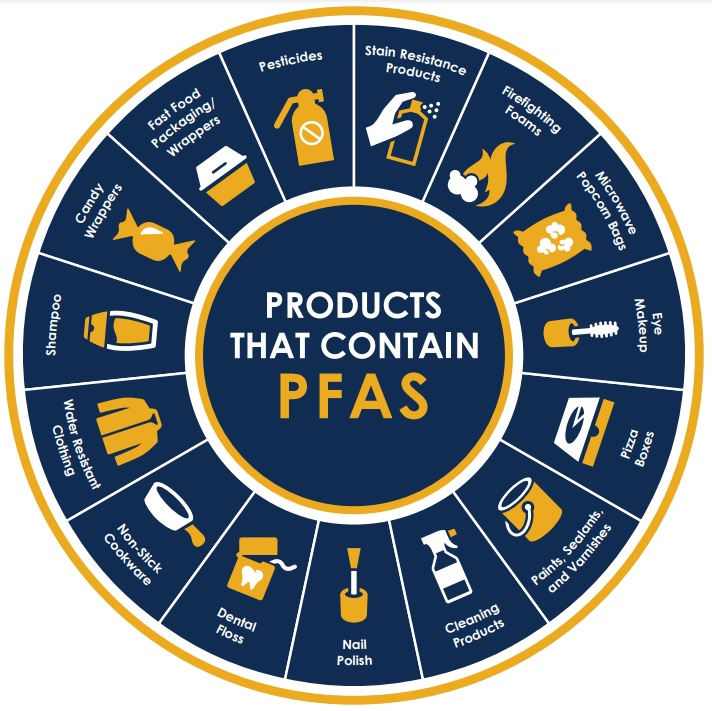 PRODUCTS
THAT CONTAIN
PFAS
Stain Resistance
Products
Firefighting
Foams
Microwave
Popcorn Bags
Eye
Makeup
Pizza
Boxes
Paints, Sealants,
and Varnishes
Cleaning
Products
Nail
Polish
Dental
Floss
Non-Stick
Cookware
Water Resistant
Clothing
Shampoo
Candy
Wrappers
Fast Food
Packaging/
Wrappers
Pesticides